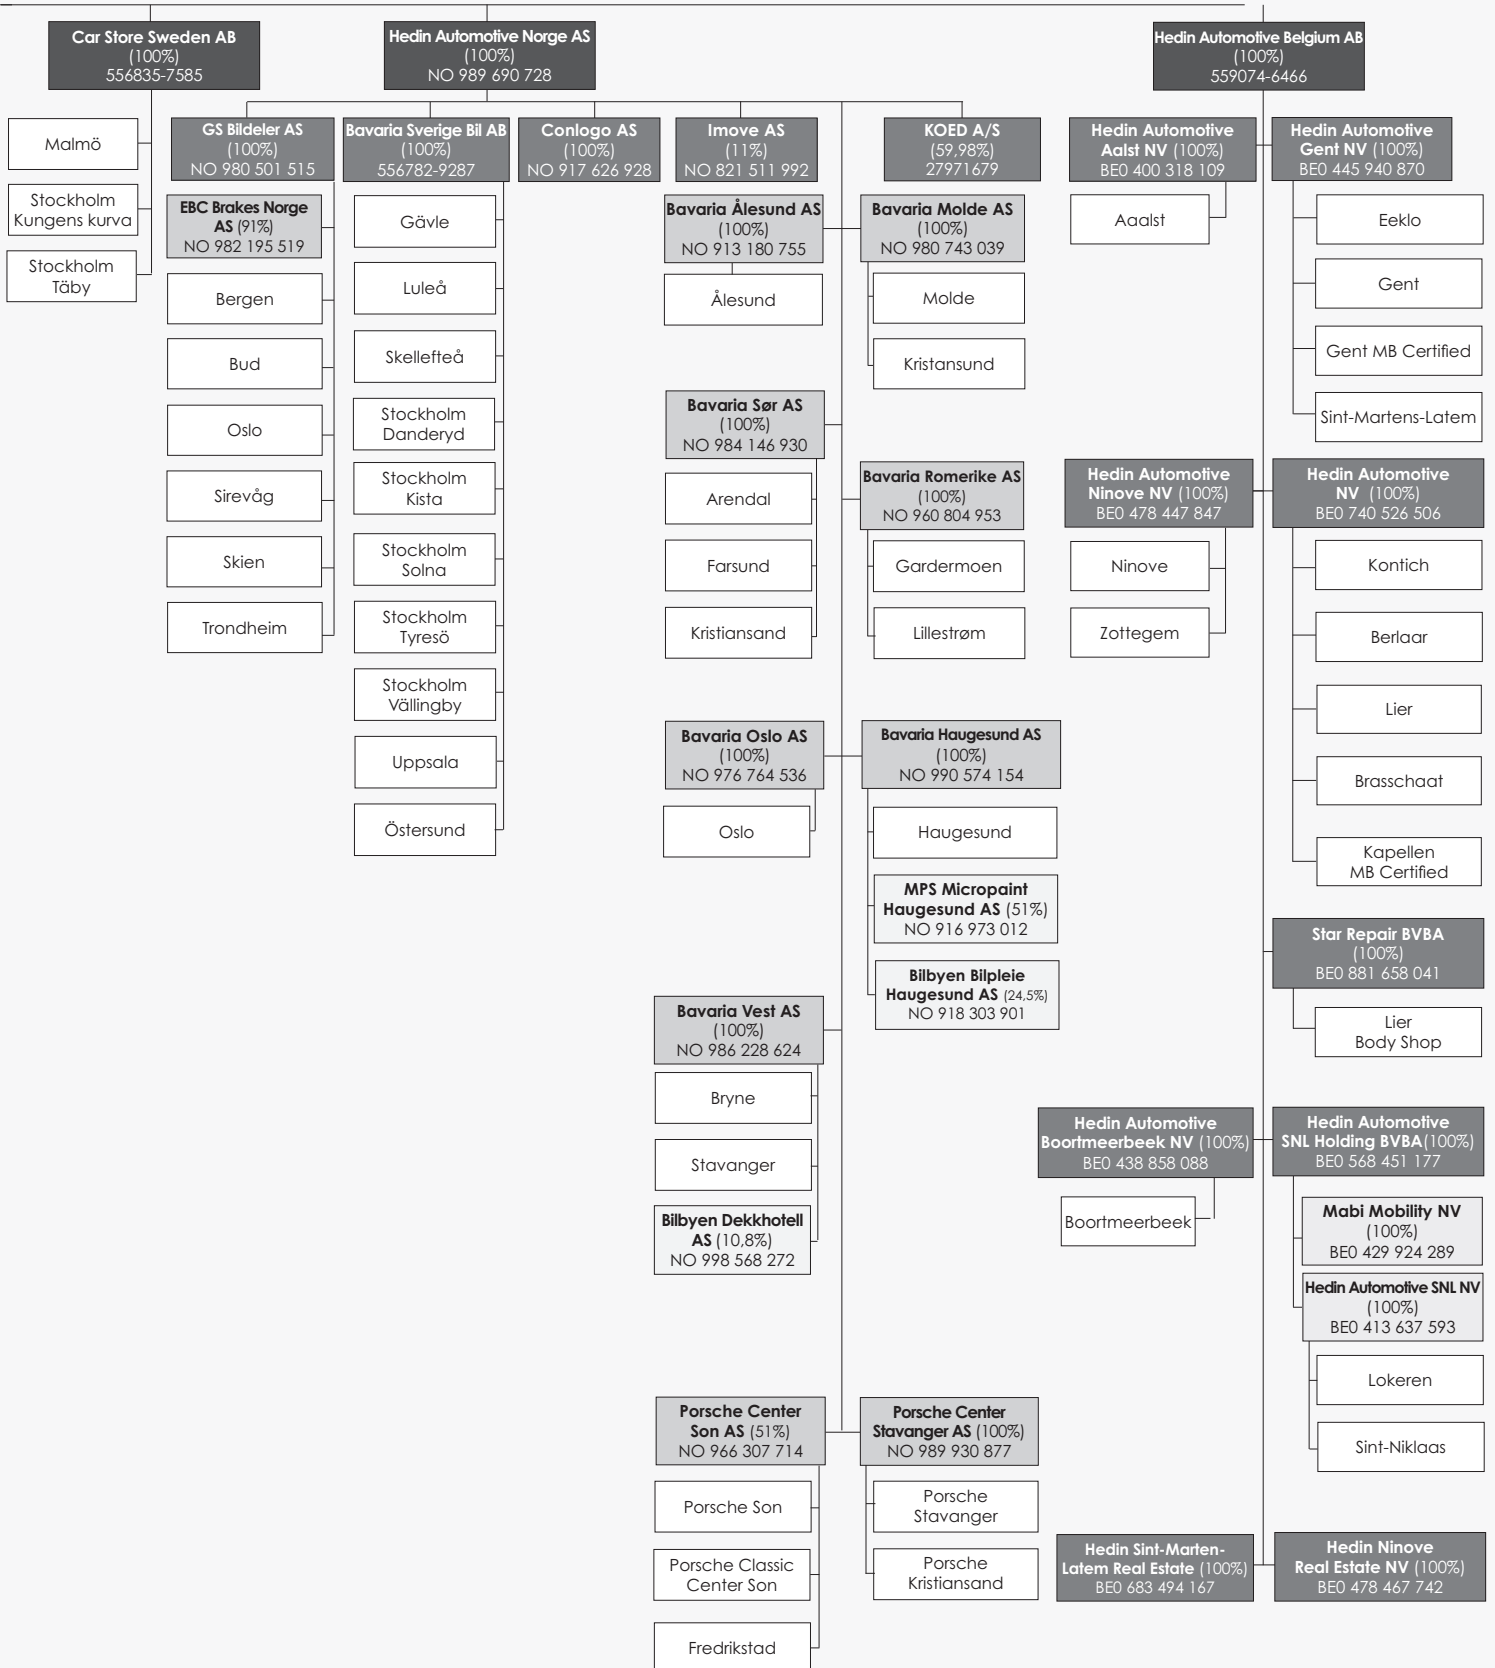 Car Store Sweden AB
(100%)
556835-7585
Malmö
Stockholm
Kungens kurva
Stockholm
Täby
Hedin Automotive Norge AS
(100%)
NO 989 690 728
GS Bildeler AS
(100%)
NO 980 501 515
EBC Brakes Norge
AS (91%)
NO 982 195 519
Bergen
Bud
Oslo
Sirevåg
Skien
Trondheim
Bavaria Sverige Bil AB
(100%)
556782-9287
Gävle
Luleå
Skellefteå
Stockholm
Danderyd
Stockholm
Kista
Stockholm
Solna
Stockholm
Tyresö
Stockholm
Vällingby
Uppsala
Östersund
Conlogo AS
(100%)
NO 917 626 928
Imove AS
(11%)
NO 821 511 992
KOED A/S
(59,98%)
27971679
Bavaria Ålesund AS
(100%)
NO 913 180 755
Ålesund
Bavaria Molde AS
(100%)
NO 980 743 039
Molde
Kristansund
Bavaria Sør AS
(100%)
NO 984 146 930
Arendal
Farsund
Kristiansand
Bavaria Romerike AS
(100%)
NO 960 804 953
Gardermoen
Lillestrøm
Bavaria Oslo AS
(100%)
NO 976 764 536
Oslo
Bavaria Haugesund AS
(100%)
NO 990 574 154
Haugesund
MPS Micropaint
Haugesund AS (51%)
NO 916 973 012
Bilbyen Bilpleie
Haugesund AS (24,5%)
NO 918 303 901
Bavaria Vest AS
(100%)
NO 986 228 624
Bryne
Stavanger
Bilbyen Dekkhotell
AS (10,8%)
NO 998 568 272
Porsche Center
Son AS (51%)
NO 966 307 714
Porsche Son
Porsche Classic
Center Son
Fredrikstad
Porsche Center
Stavanger AS (100%)
NO 989 930 877
Porsche
Stavanger
Porsche
Kristiansand
Hedin Automotive Belgium AB
(100%)
559074-6466
Hedin Automotive
Aalst NV (100%)
BE0 400 318 109
Aaalst
Hedin Automotive
Gent NV (100%)
BE0 445 940 870
Eeklo
Gent
Gent MB Certified
Sint-Martens-Latem
Hedin Automotive
Ninove NV (100%)
BE0 478 447 847
Ninove
Zottegem
Hedin Automotive
NV (100%)
BE0 740 526 506
Kontich
Berlaar
Lier
Brasschaat
Kapellen
MB Certified
Star Repair BVBA
(100%)
BE0 881 658 041
Lier
Body Shop
Hedin Automotive
Boortmeerbeek NV (100%)
BE0 438 858 088
Boortmeerbeek
Hedin Automotive
SNL Holding BVBA(100%)
BE0 568 451 177
Mabi Mobility NV
(100%)
BE0 429 924 289
Hedin Automotive SNL NV
(100%)
BE0 413 637 593
Lokeren
Sint-Niklaas
Hedin Sint-Marten-
Latem Real Estate (100%)
BE0 683 494 167
Hedin Ninove
Real Estate NV (100%)
BE0 478 467 742